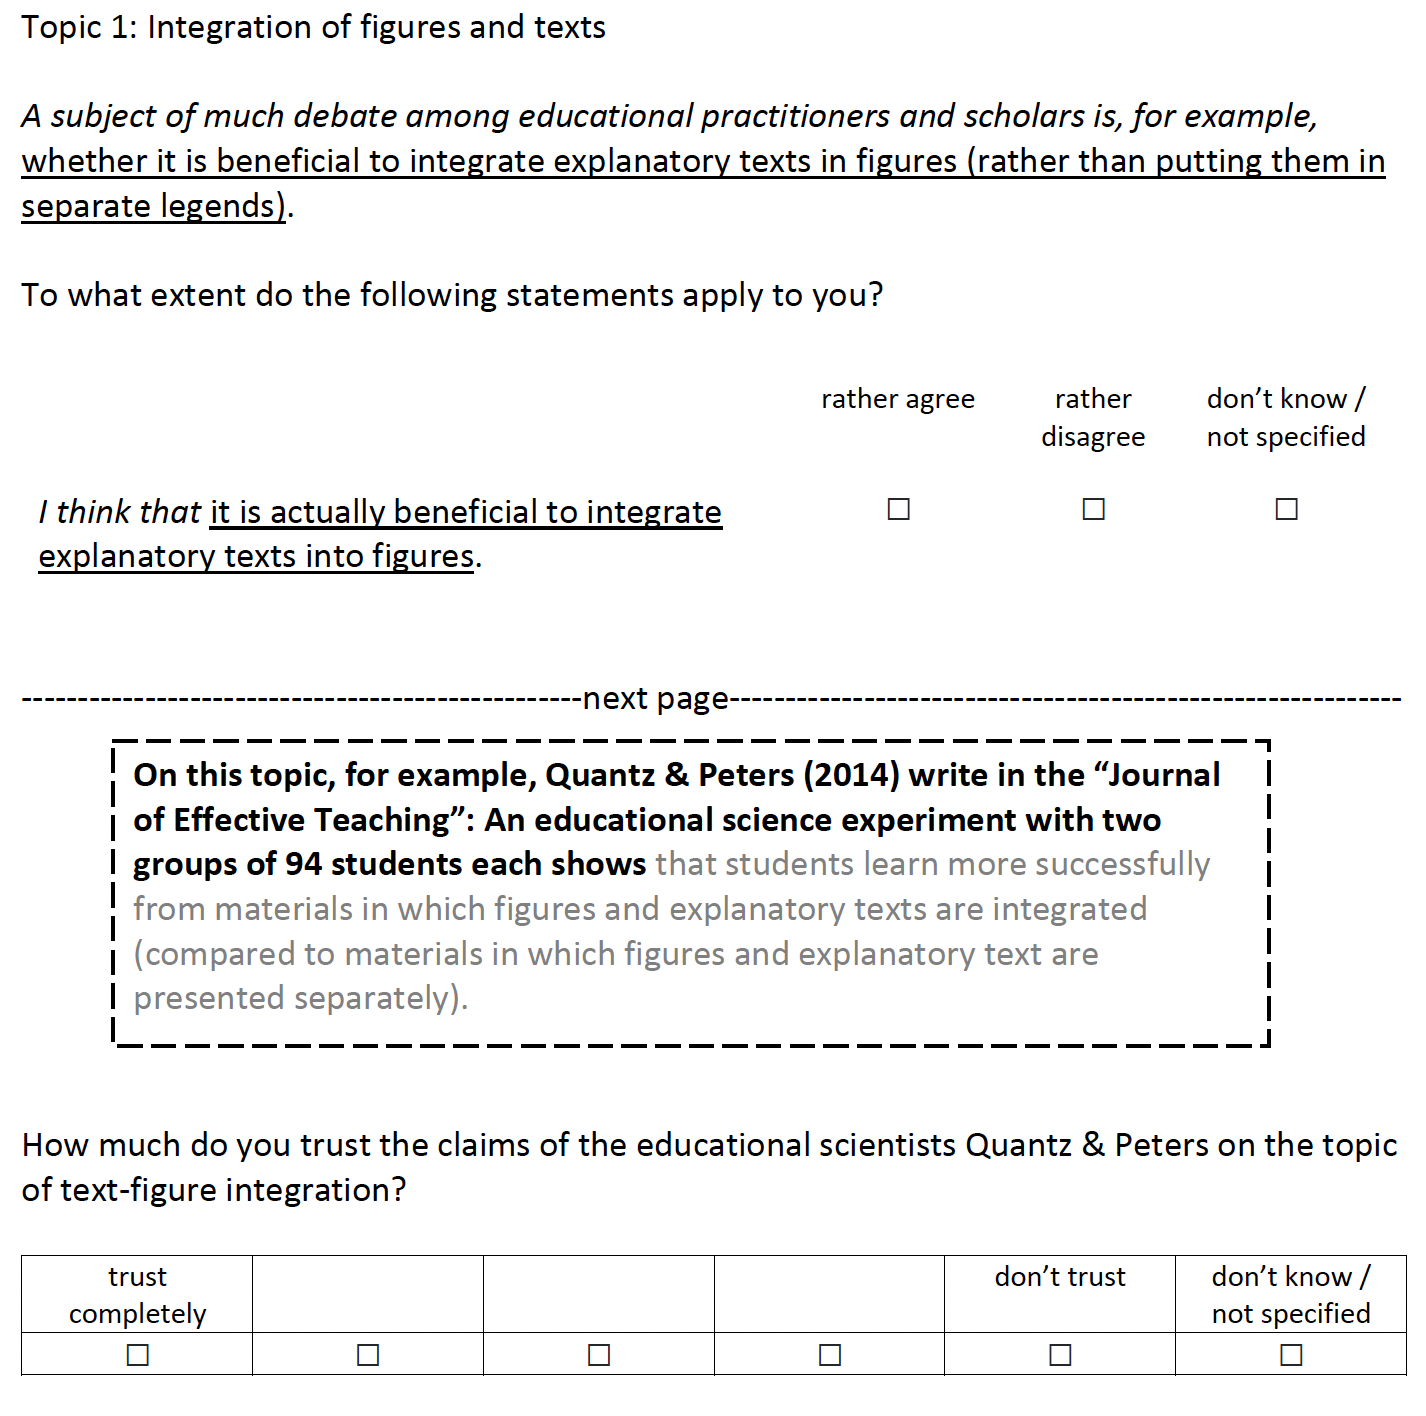 Topic 1: Integration of figures and texts
A subject of much debate among educational practitioners and scholars is, for example,
whether it is beneficial to integrate explanatory texts in figures (rather than putting them in
separate legends).
To what extent do the following statements apply to you?
rather agree rather don’t know /
disagree not specified
I think that it is actually beneficial to integrate ☐ ☐ ☐
explanatory texts into figures.
--------------------------------------------------next page------------------------------------------------------------
On this topic, for example, Quantz & Peters (2014) write in the “Journal
of Effective Teaching”: An educational science experiment with two
groups of 94 students each shows that students learn more successfully
from materials in which figures and explanatory texts are integrated
(compared to materials in which figures and explanatory text are
presented separately).
How much do you trust the claims of the educational scientists Quantz & Peters on the topic
of text-figure integration?
trust don’t trust don’t know /
completely not specified
☐ ☐ ☐ ☐ ☐ ☐